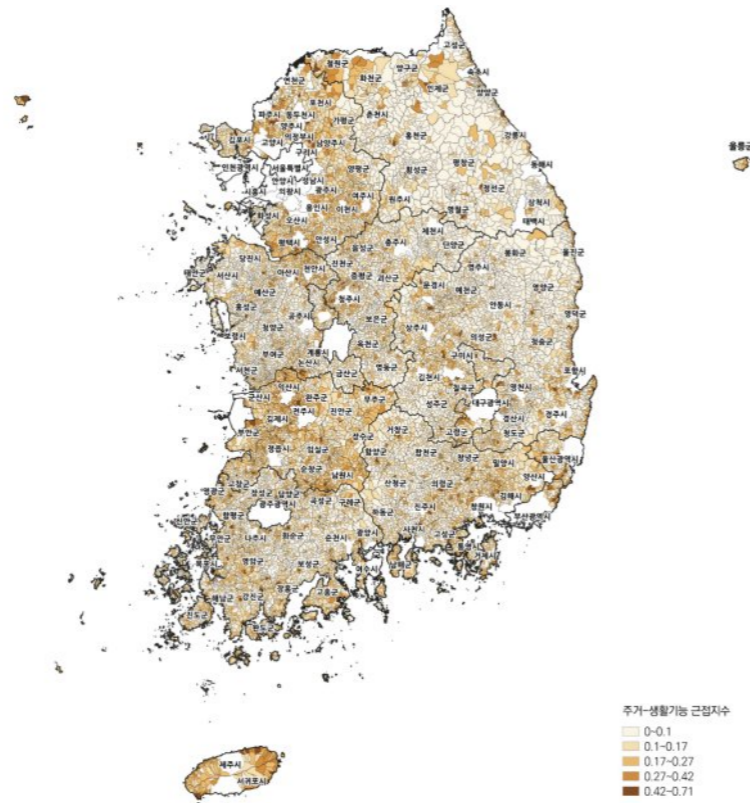 고성군
철원군
양구군
속초시
연천군
화천군
인제군
양양군
포천시
파주시
동두천시
춘천시
가평군
양주시
강릉시
의정부시
홍천군
김포시
고양시
남양주시
울릉군
구리시
동해시
인천광역시
서울특별시
양평군
횡성군
평창군
안양시
성남시
정선군
시흥시
의왕시
광주시
삼척시
여주시
원주시
용인시
이천시
화성시
영월군
태백시
오산시
제천시
평택시
안성시
충주시
단양군
음성군
봉화군
울진군
당진시
진천군
영주시
태안군
서산시
아산시
천안시
증평군
괴산군
문경시
예천군
영양군
예산군
청주시
안동시
홍성군
공주시
영덕군
청양군
보은군
상주시
의성군
청송군
보령시
계룡시
옥천군
부여군
논산시
구미시
서천군
금산군
영동군
김천시
포항시
익산시
칠곡군
영천시
군산시
완주군
무주군
대구광역시
성주군
전주시
진안군
경산시
경주시
김제시
거창군
고령군
청도군
부안군
장수군
합천군
창녕군
정읍시
임실군
함양군
밀양시
울산광역시
순창군
남원시
산청군
의령군
양산시
고창군
김해시
영광군
장성군
담양군
곡성군
구례군
진주시
창원시
광주광역시
하동군
부산광역시
신안군
함평군
사천시
고성군
무안군
나주시
화순군
순천시
광양시
통영시
거제시
목포시
영암군
보성군
여수시
남해군
장흥군
고흥군
해남군
강진군
진도군
완도군
주거-생활기능 근접지수
0-0.1
0.1-0.17
0.17-0.27
0.27-0.42
0.42-0.71
제주시
서귀포시